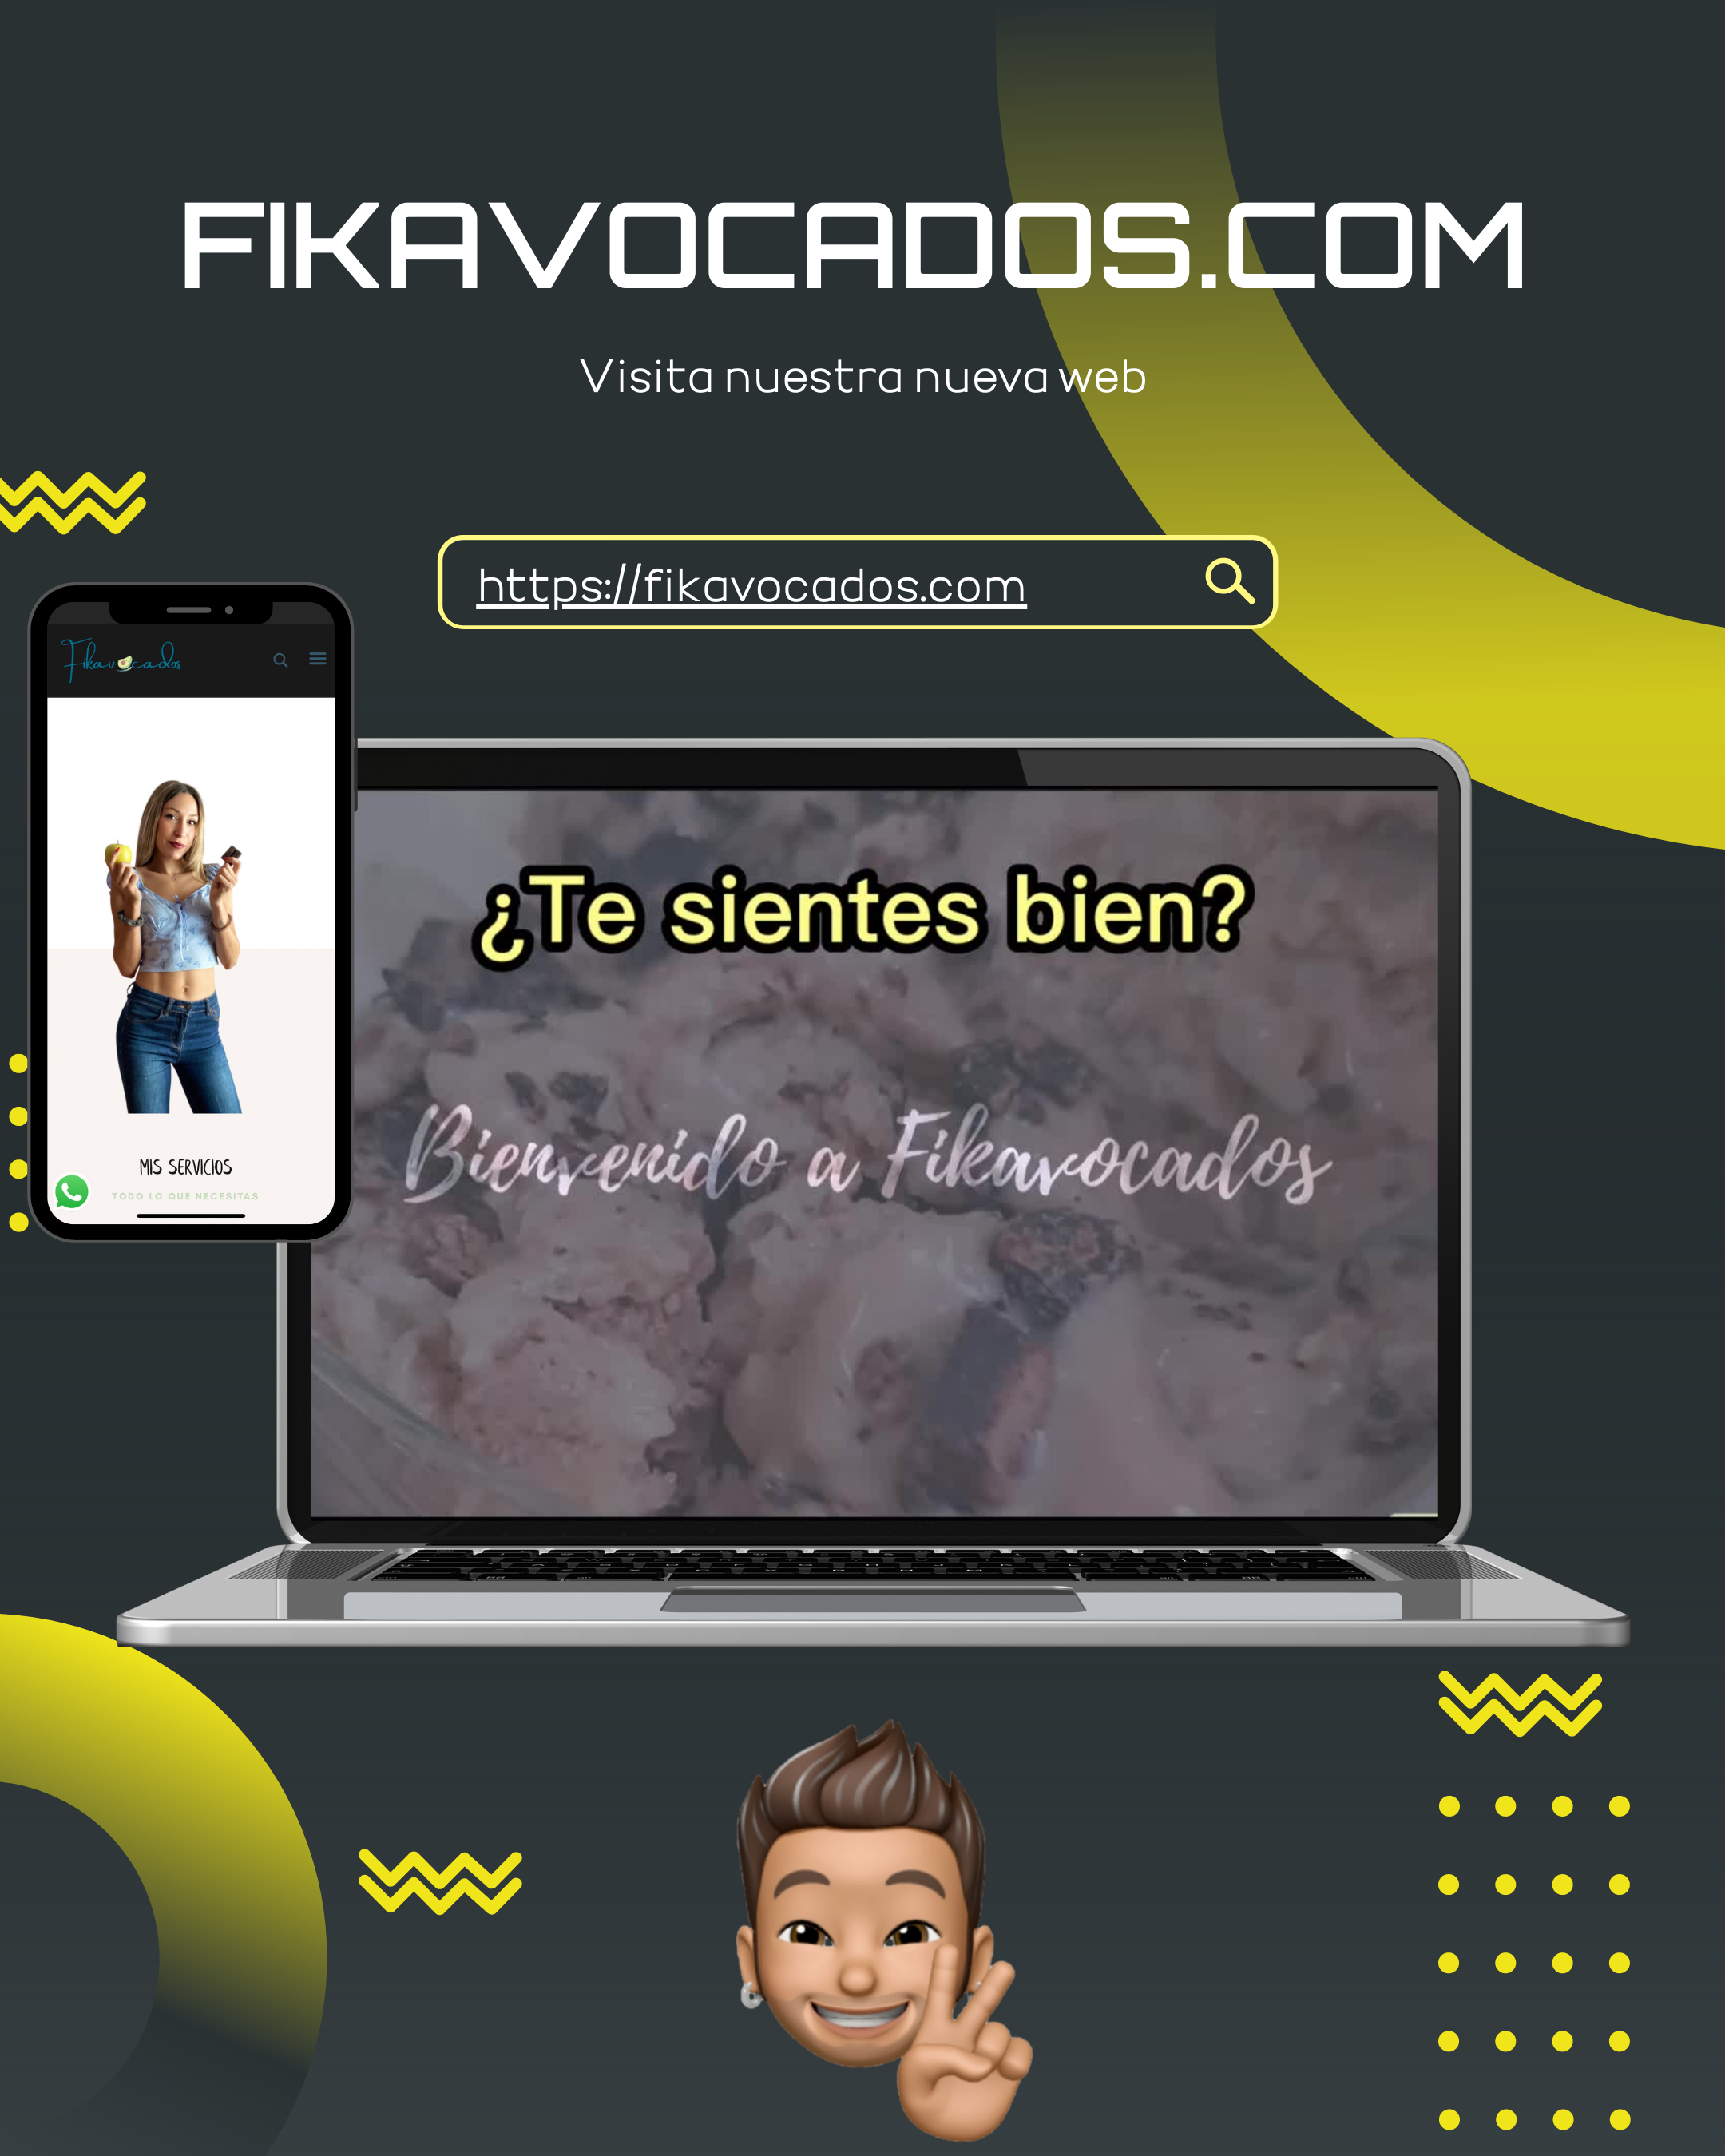 FIKAVOCADOS.COM
Visita nuestra nueva web
https://fikavocados.com
Fikavocados
¿Te sientes bien?
Bienvenido a Fikavocados
MIS SERVICIOS
TODO LO QUE NECESITAS